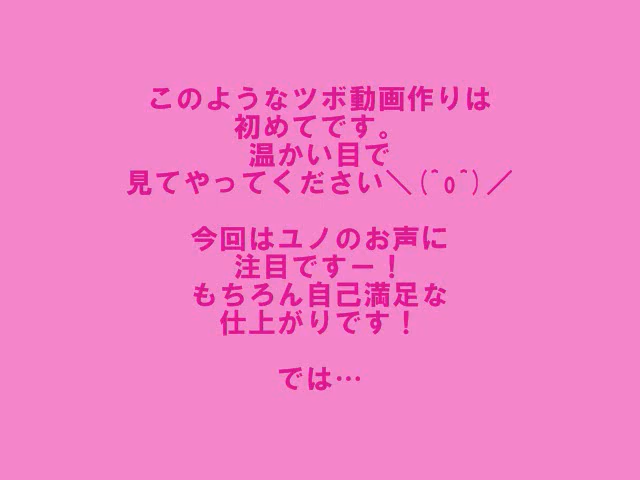 このようなツボ動画作りは
初めてです。
温かい目で
見てやってください＼(^o^)／
今回はユノのお声に
注目ですー！
もちろん自己満足な
仕上がりです！
では…